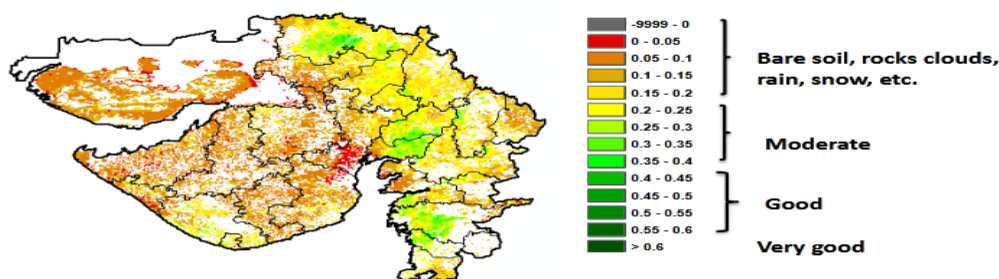 -9999 - 0
0 - 0.05
0.05 - 0.1
0.1 - 0.15
0.15 - 0.2
0.2 - 0.25
0.25 - 0.3
0.3 - 0.35
0.35 - 0.4
0.4 - 0.45
0.45 - 0.5
0.5 - 0.55
0.55 - 0.6
> 0.6
Bare soil, rocks clouds,
rain, snow, etc.
Moderate
Good
Very good